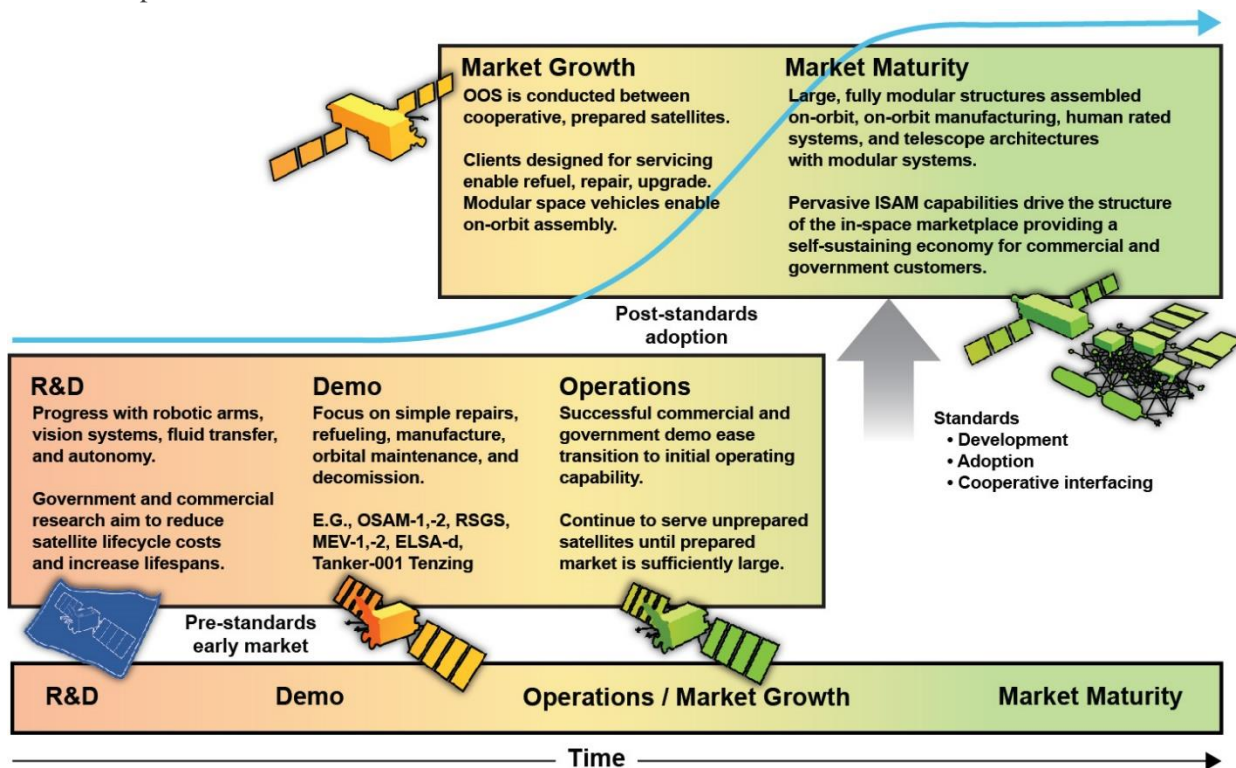 Market Growth
OOS is conducted between
cooperative, prepared satellites.
Clients designed for servicing
enable refuel, repair, upgrade.
Modular space vehicles enable
on-orbit assembly.
Market Maturity
Large, fully modular structures assembled
on-orbit, on-orbit manufacturing, human rated
systems, and telescope architectures
with modular systems.
Pervasive ISAM capabilities drive the structure
of the in-space marketplace providing a
self-sustaining economy for commercial and
government customers.
Post-standards
adoption
R&D
Progress with robotic arms,
vision systems, fluid transfer,
and autonomy.
Government and commercial
research aim to reduce
satellite lifecycle costs
and increase lifespans.
Demo
Focus on simple repairs,
refueling, manufacture,
orbital maintenance, and
decomission.
E.G., OSAM-1,-2, RSGS,
MEV-1,-2, ELSA-d,
Tanker-001 Tenzing
Operations
Successful commercial and
government demo ease
transition to initial operating
capability.
Continue to serve unprepared
satellites until prepared
market is sufficiently large.
Standards
• Development
• Adoption
• Cooperative interfacing
Pre-standards
early market
R&D
Demo
Operations / Market Growth
Market Maturity
Time